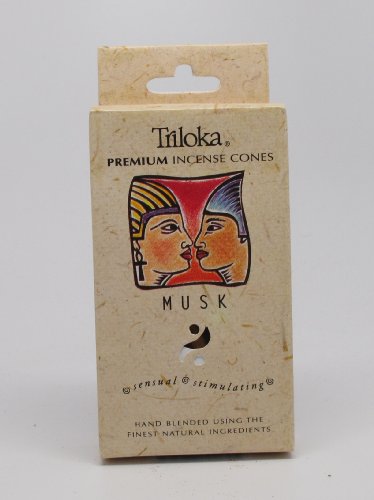 Triloka®
PREMIUM INCENSE CONES
MUSK
sensual stimulating
HAND BLENDED USING THE
FINEST NATURAL INGREDIENTS